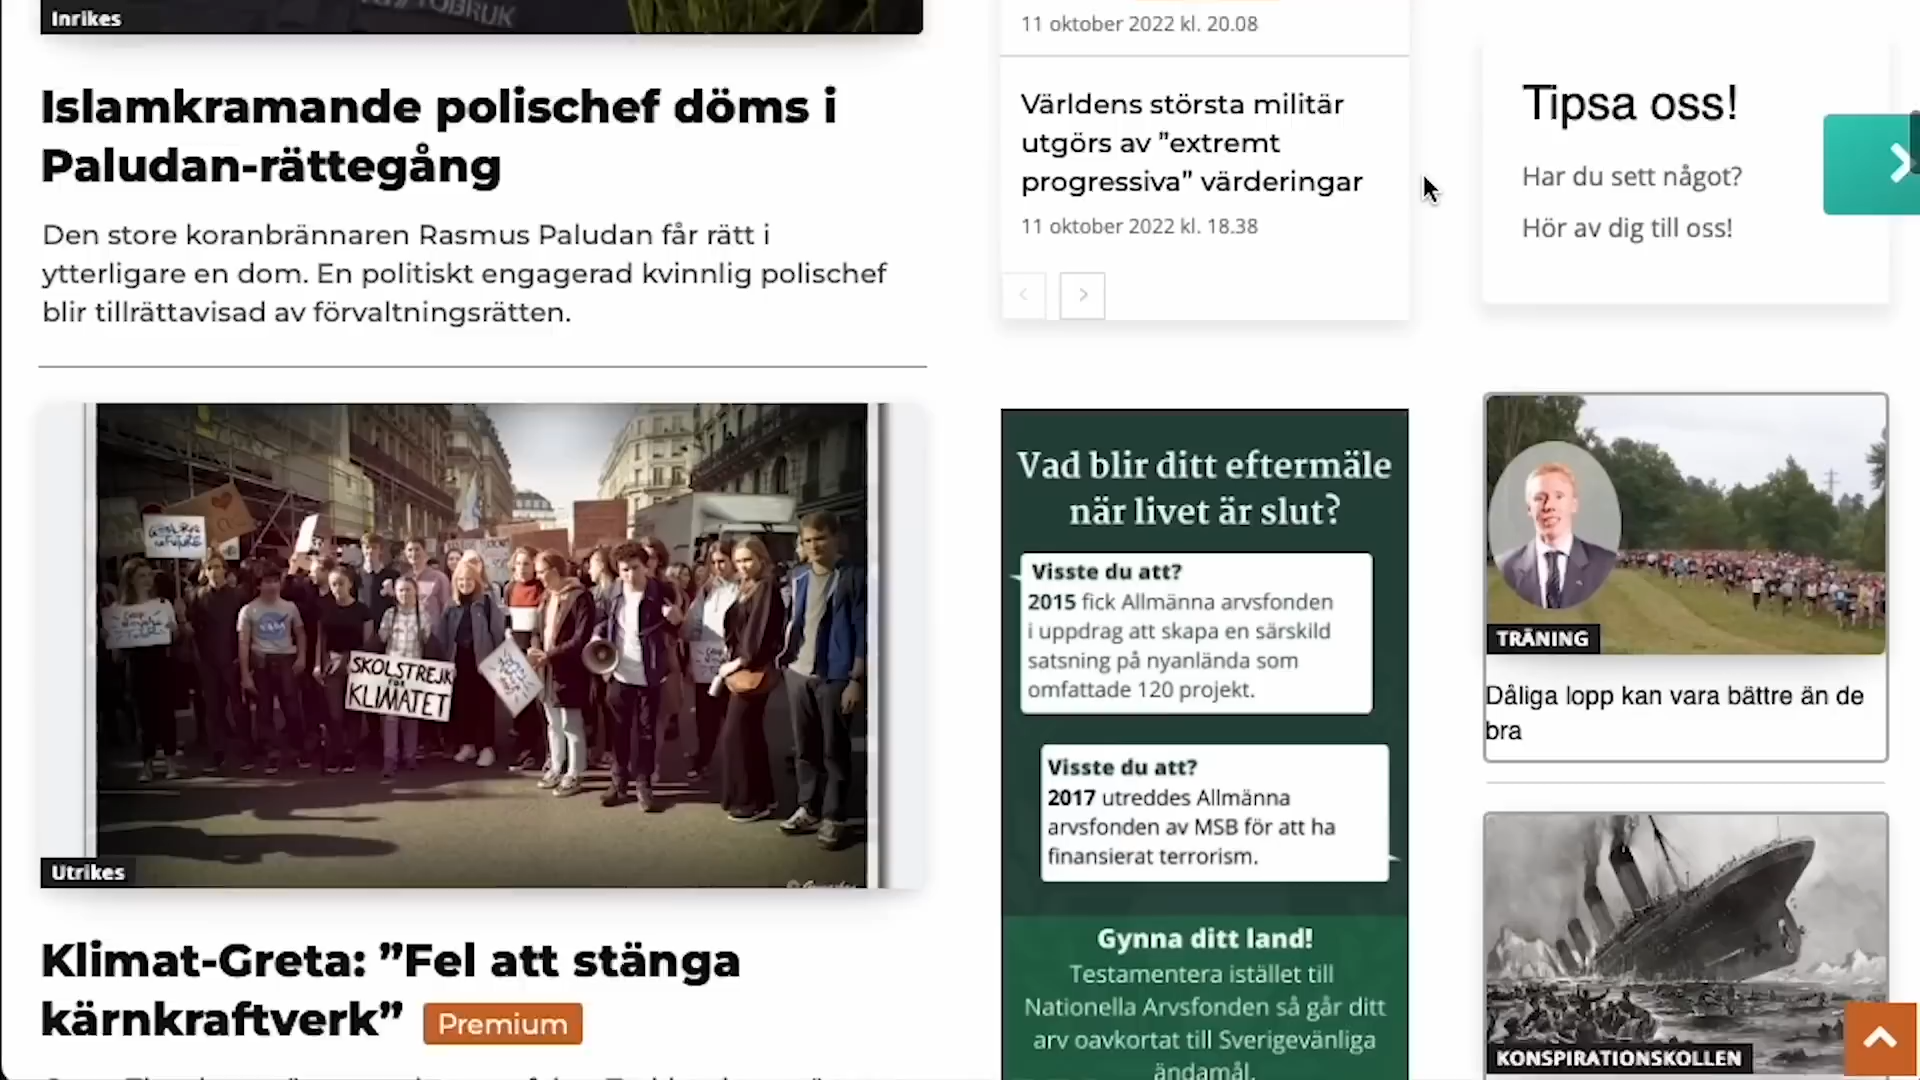 TOBRUK
Inrikes
Islamkramande polischef döms i
Paludan-rättegång
Den store koranbrännaren Rasmus Paludan får rätt i
ytterligare en dom. En politiskt engagerad kvinnlig polischef
blir tillrättavisad av förvaltningsrätten.
SKOLSTREJK
FÖR
KLIMATET
Utrikes
Klimat-Greta: ”Fel att stänga
kärnkraftverk” Premium
11 oktober 2022 kl. 20.08
Världens största militär
utgörs av ”extremt
progressiva” värderingar
11 oktober 2022 kl. 18.38
Vad blir ditt eftermäle
när livet är slut?
Visste du att?
2015 fick Allmänna arvsfonden
i uppdrag att skapa en särskild
satsning på nyanlända som
omfattade 120 projekt.
Visste du att?
2017 utreddes Allmänna
arvsfonden av MSB för att ha
finansierat terrorism.
Gynna ditt land!
Testamentera istället till
Nationella Arvsfonden så går ditt
arv oavkortat till Sverigevänliga
ändamål.
Tipsa oss!
Har du sett något?
Hör av dig till oss!
TRÄNING
Dåliga lopp kan vara bättre än de
bra
KONSPIRATIONSKOLLEN